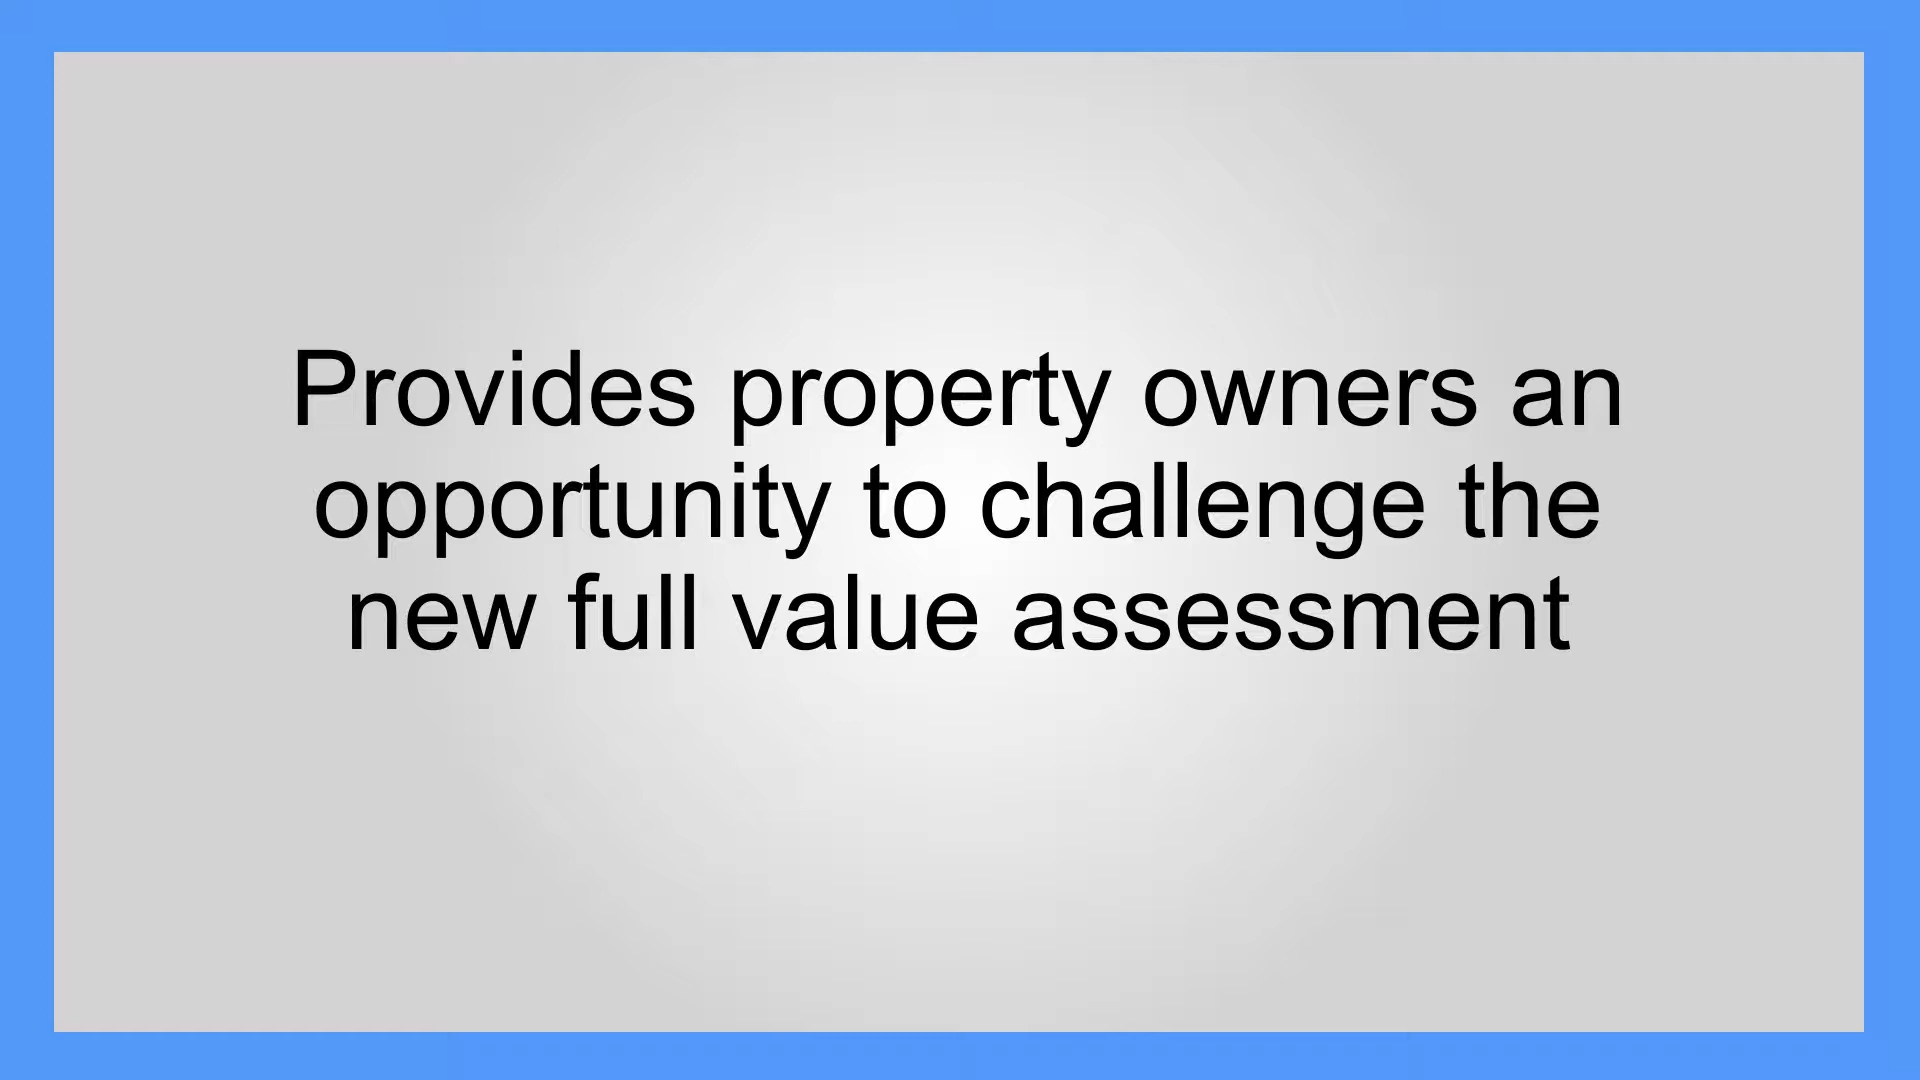 Provides property owners an
opportunity to challenge the
new full value assessment